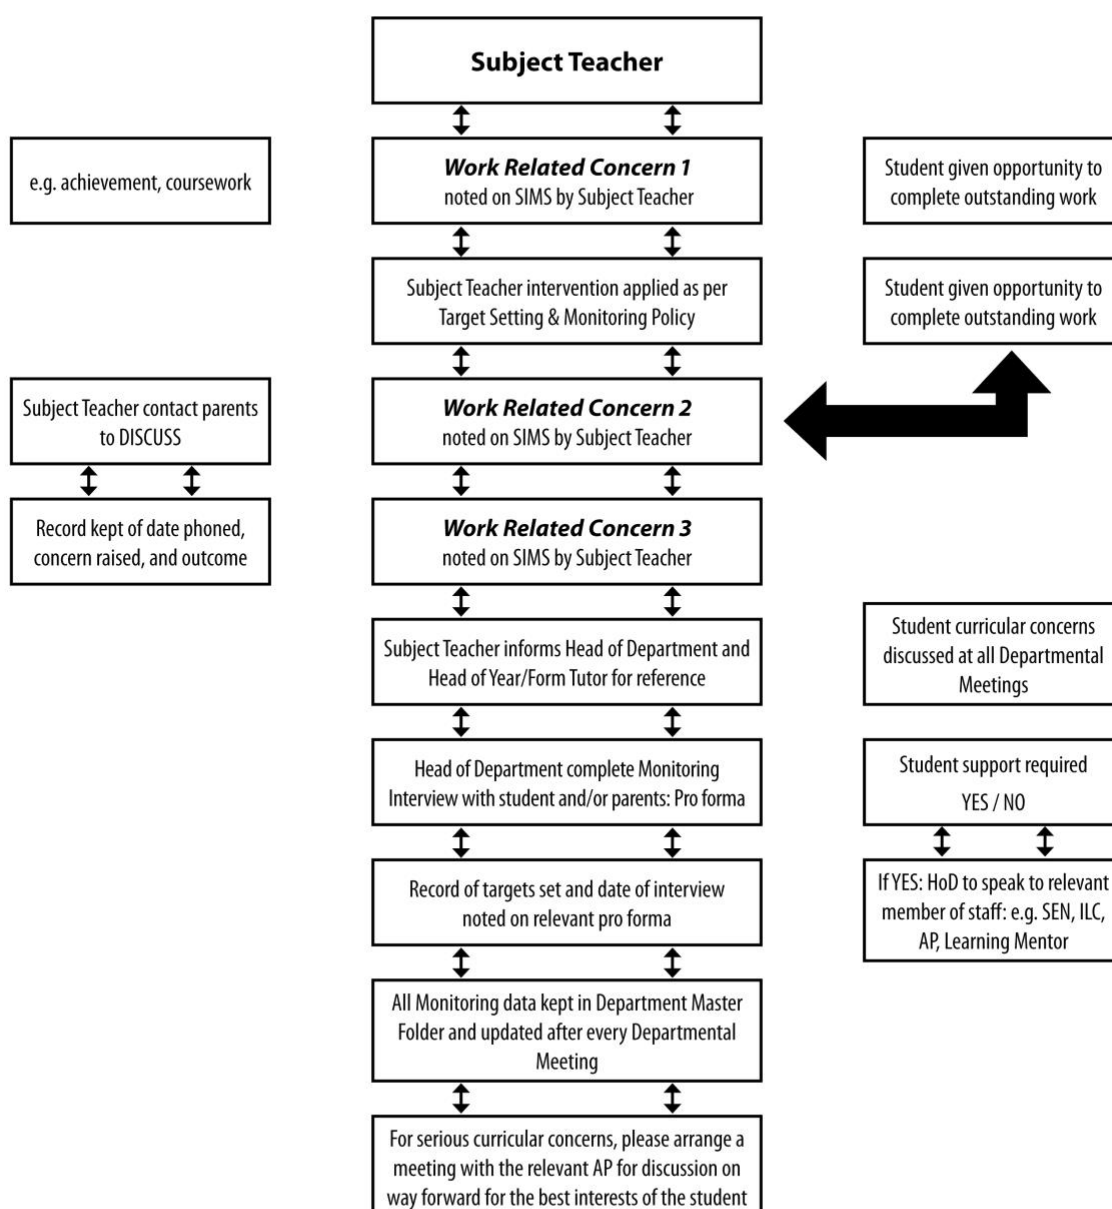 Subject Teacher
e.g. achievement, coursework
Work Related Concern 1
noted on SIMS by Subject Teacher
Student given opportunity to
complete outstanding work
Subject Teacher intervention applied as per
Target Setting & Monitoring Policy
Student given opportunity to
complete outstanding work
Subject Teacher contact parents
to DISCUSS
Work Related Concern 2
noted on SIMS by Subject Teacher
Record kept of date phoned,
concern raised, and outcome
Work Related Concern 3
noted on SIMS by Subject Teacher
Subject Teacher informs Head of Department and
Head of Year/Form Tutor for reference
Student curricular concerns
discussed at all Departmental
Meetings
Head of Department complete Monitoring
Interview with student and/or parents: Pro forma
Student support required
YES / NO
Record of targets set and date of interview
noted on relevant pro forma
If YES: HoD to speak to relevant
member of staff: e.g. SEN, ILC,
AP, Learning Mentor
All Monitoring data kept in Department Master
Folder and updated after every Departmental
Meeting
For serious curricular concerns, please arrange a
meeting with the relevant AP for discussion on
way forward for the best interests of the student